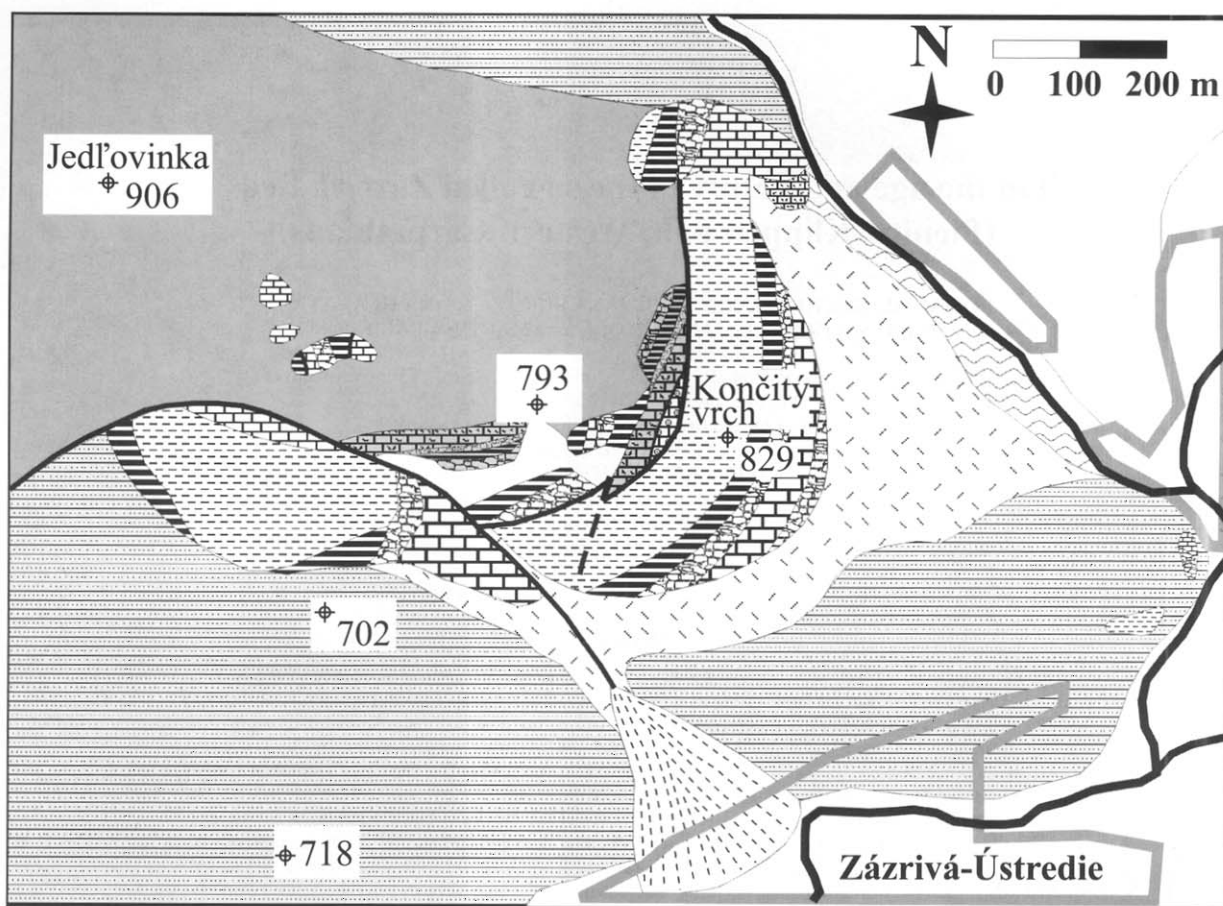 N
0 100 200 m
Jedľovinka
906
793
Končitý
vrch
829
702
718
Zázrivá-Ústredie